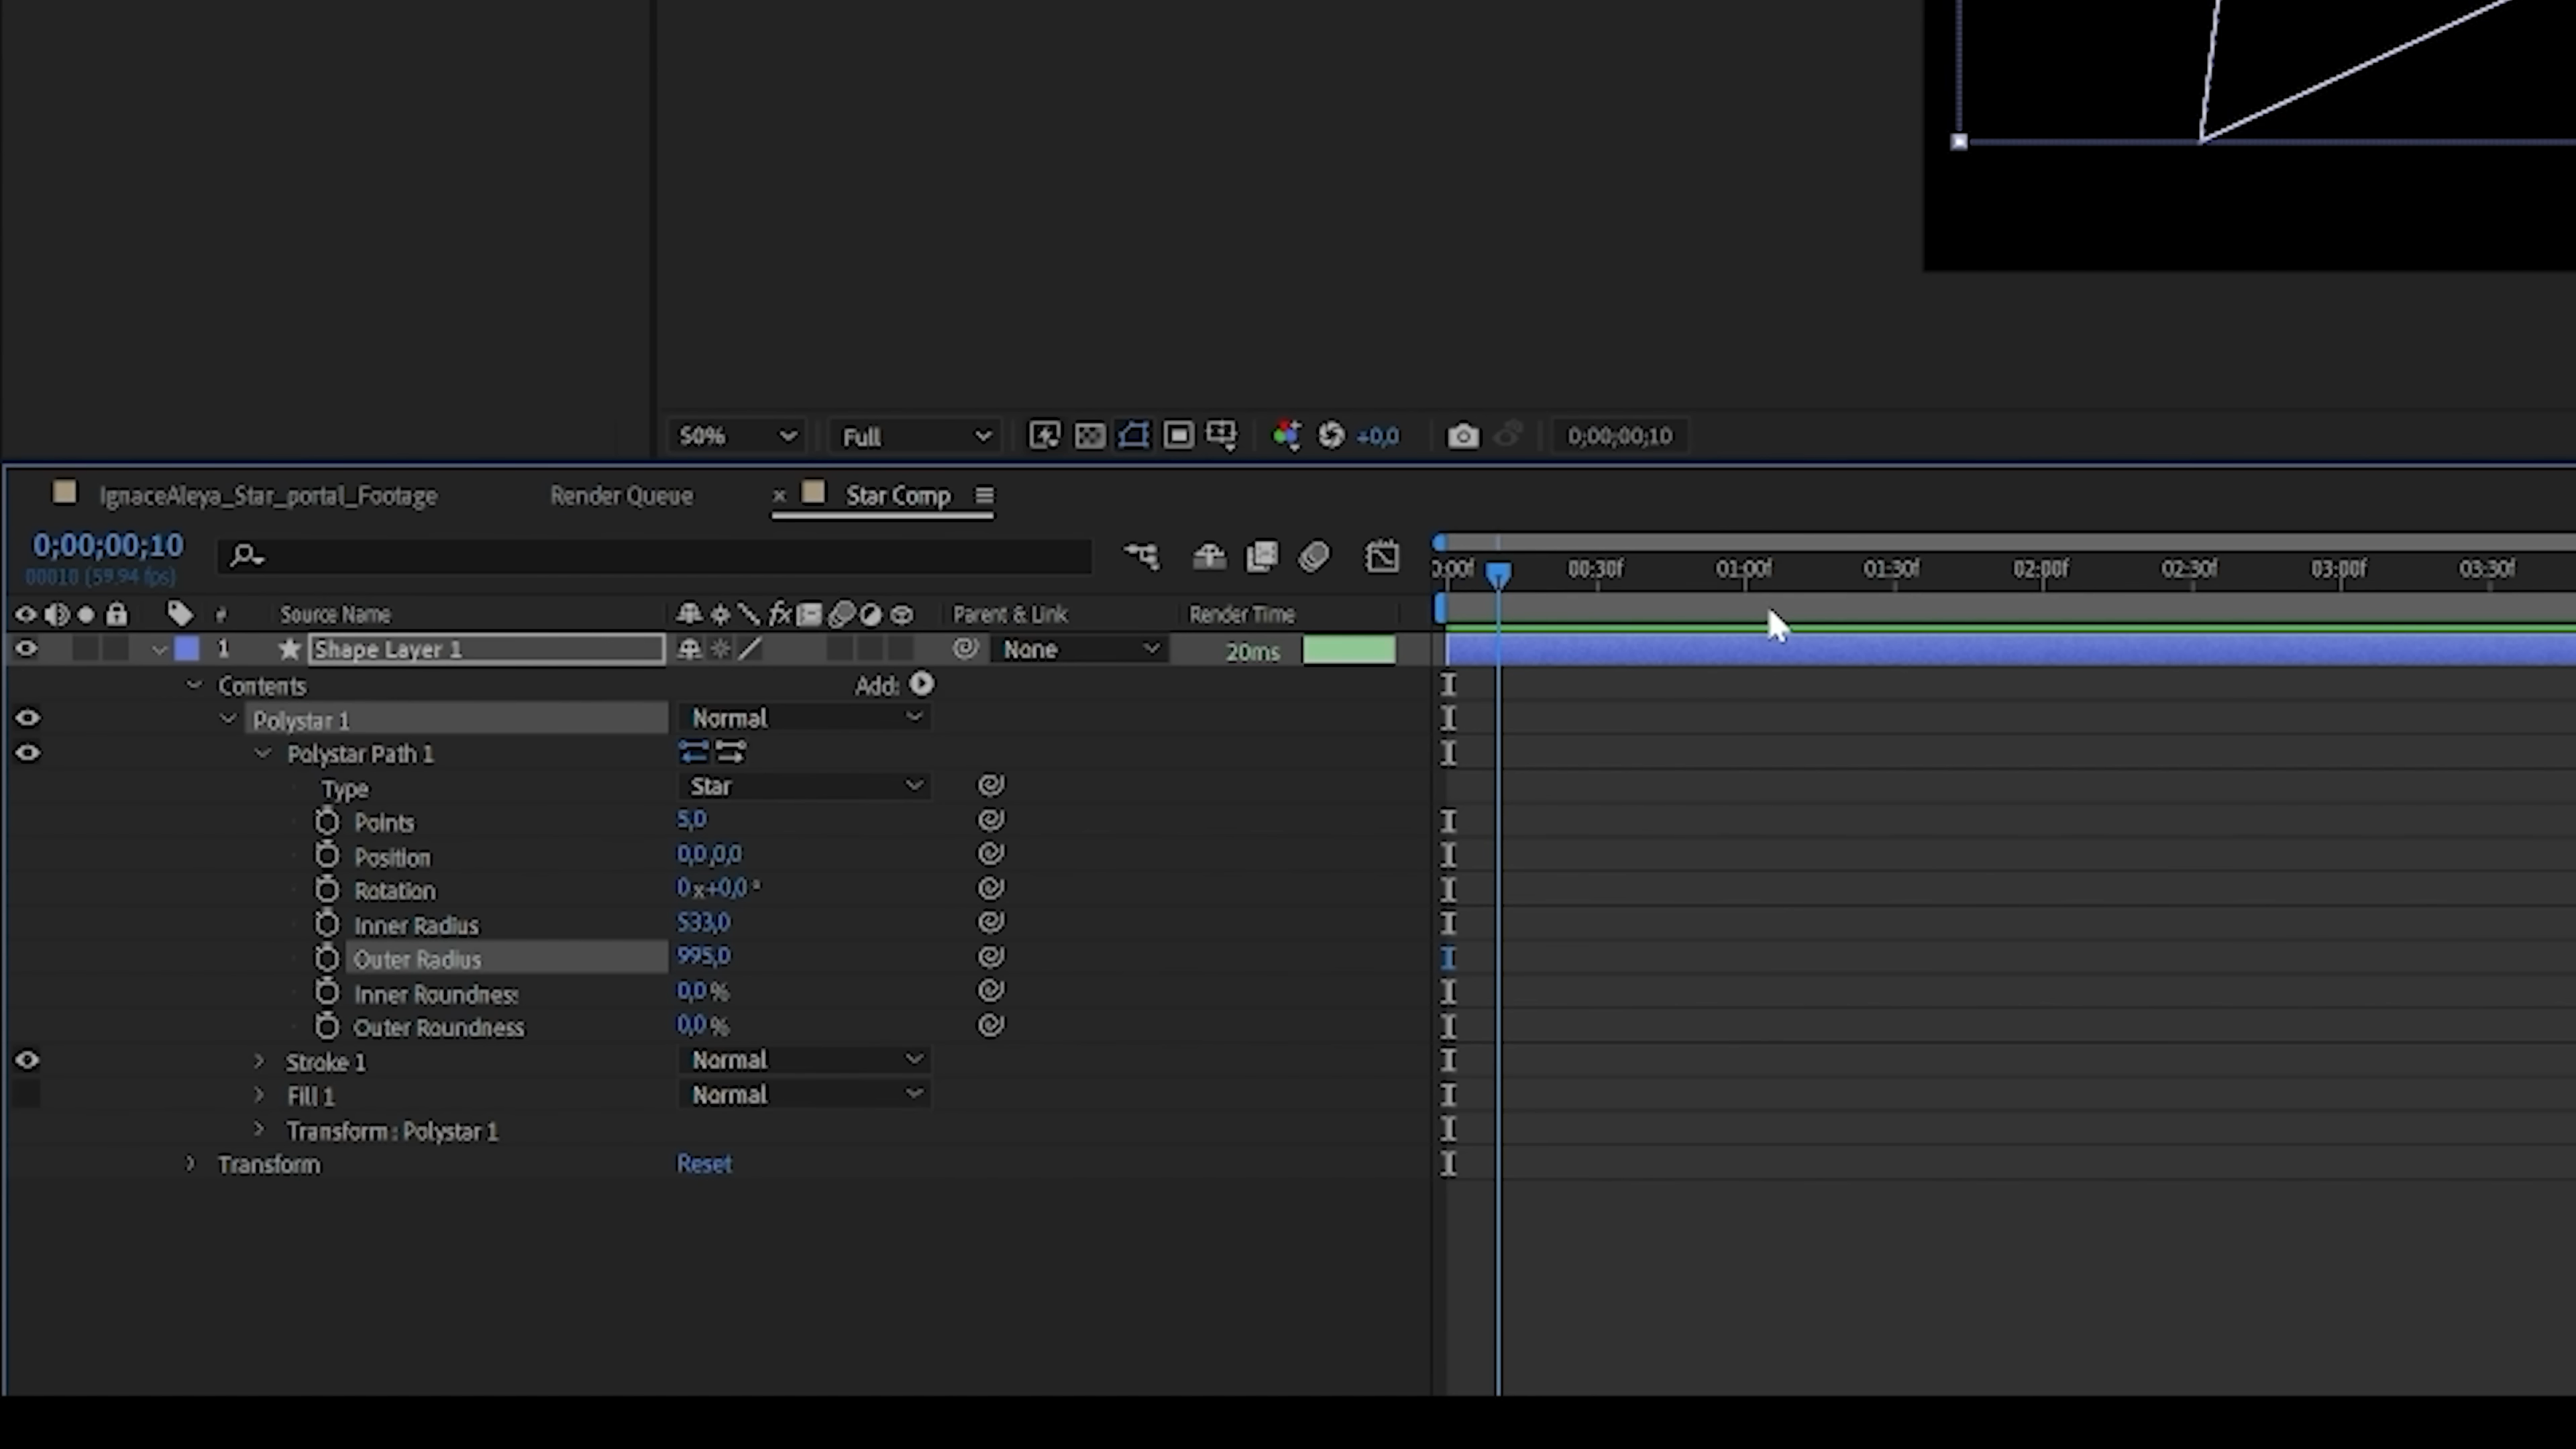 50% Full +0,0 0;00;00;10
IgnaceAleya_Star_portal_Footage Render Queue × Star Comp
0;00;00;10
00010 (59.94 fps)
0:00f 00:30f 01:00f 01:30f 02:00f 02:30f 03:00f 03:30f
# Source Name fx Parent & Link Render Time
1 Shape Layer 1 None 20ms
Contents Add:
Polystar 1 Normal
Polystar Path 1
Type Star
Points 5,0
Position 0,0,0,0
Rotation 0x+0,0°
Inner Radius 533,0
Outer Radius 995,0
Inner Roundness 0,0%
Outer Roundness 0,0%
Stroke 1 Normal
Fill 1 Normal
Transform: Polystar 1
Transform Reset